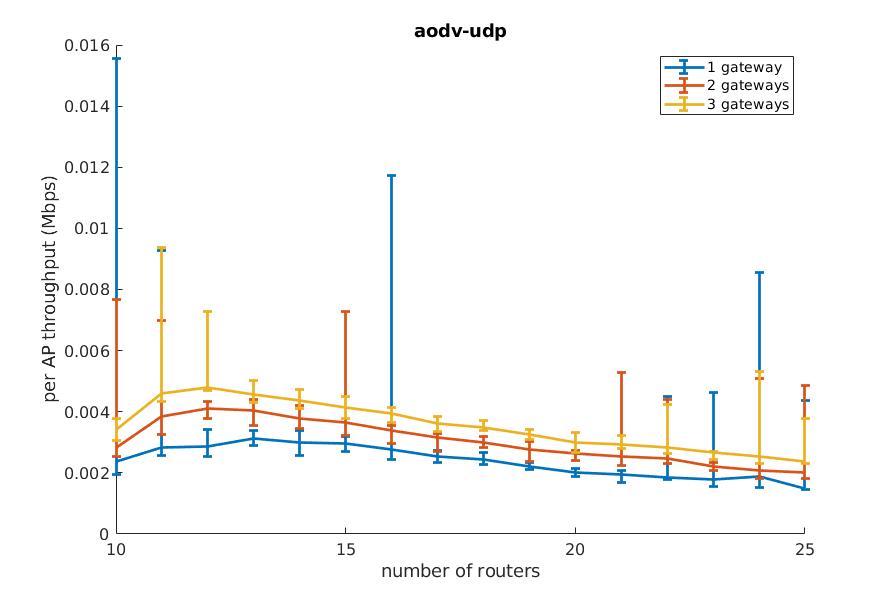 aodv-udp
1 gateway
2 gateways
3 gateways
per AP throughput (Mbps)
0.016
0.014
0.012
0.01
0.008
0.006
0.004
0.002
0
10
15
20
25
number of routers